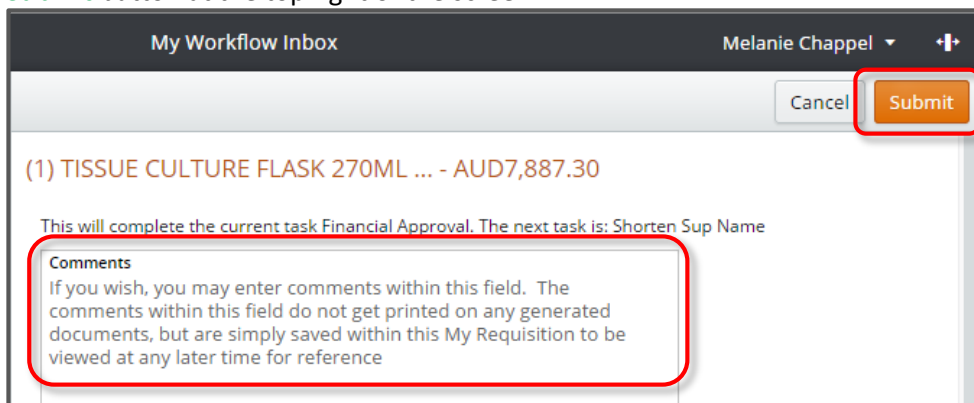 My Workflow Inbox Melanie Chappel
Cancel Submit
(1) TISSUE CULTURE FLASK 270ML ... - AUD7,887.30
This will complete the current task Financial Approval. The next task is: Shorten Sup Name
Comments
If you wish, you may enter comments within this field. The
comments within this field do not get printed on any generated
documents, but are simply saved within this My Requisition to be
viewed at any later time for reference